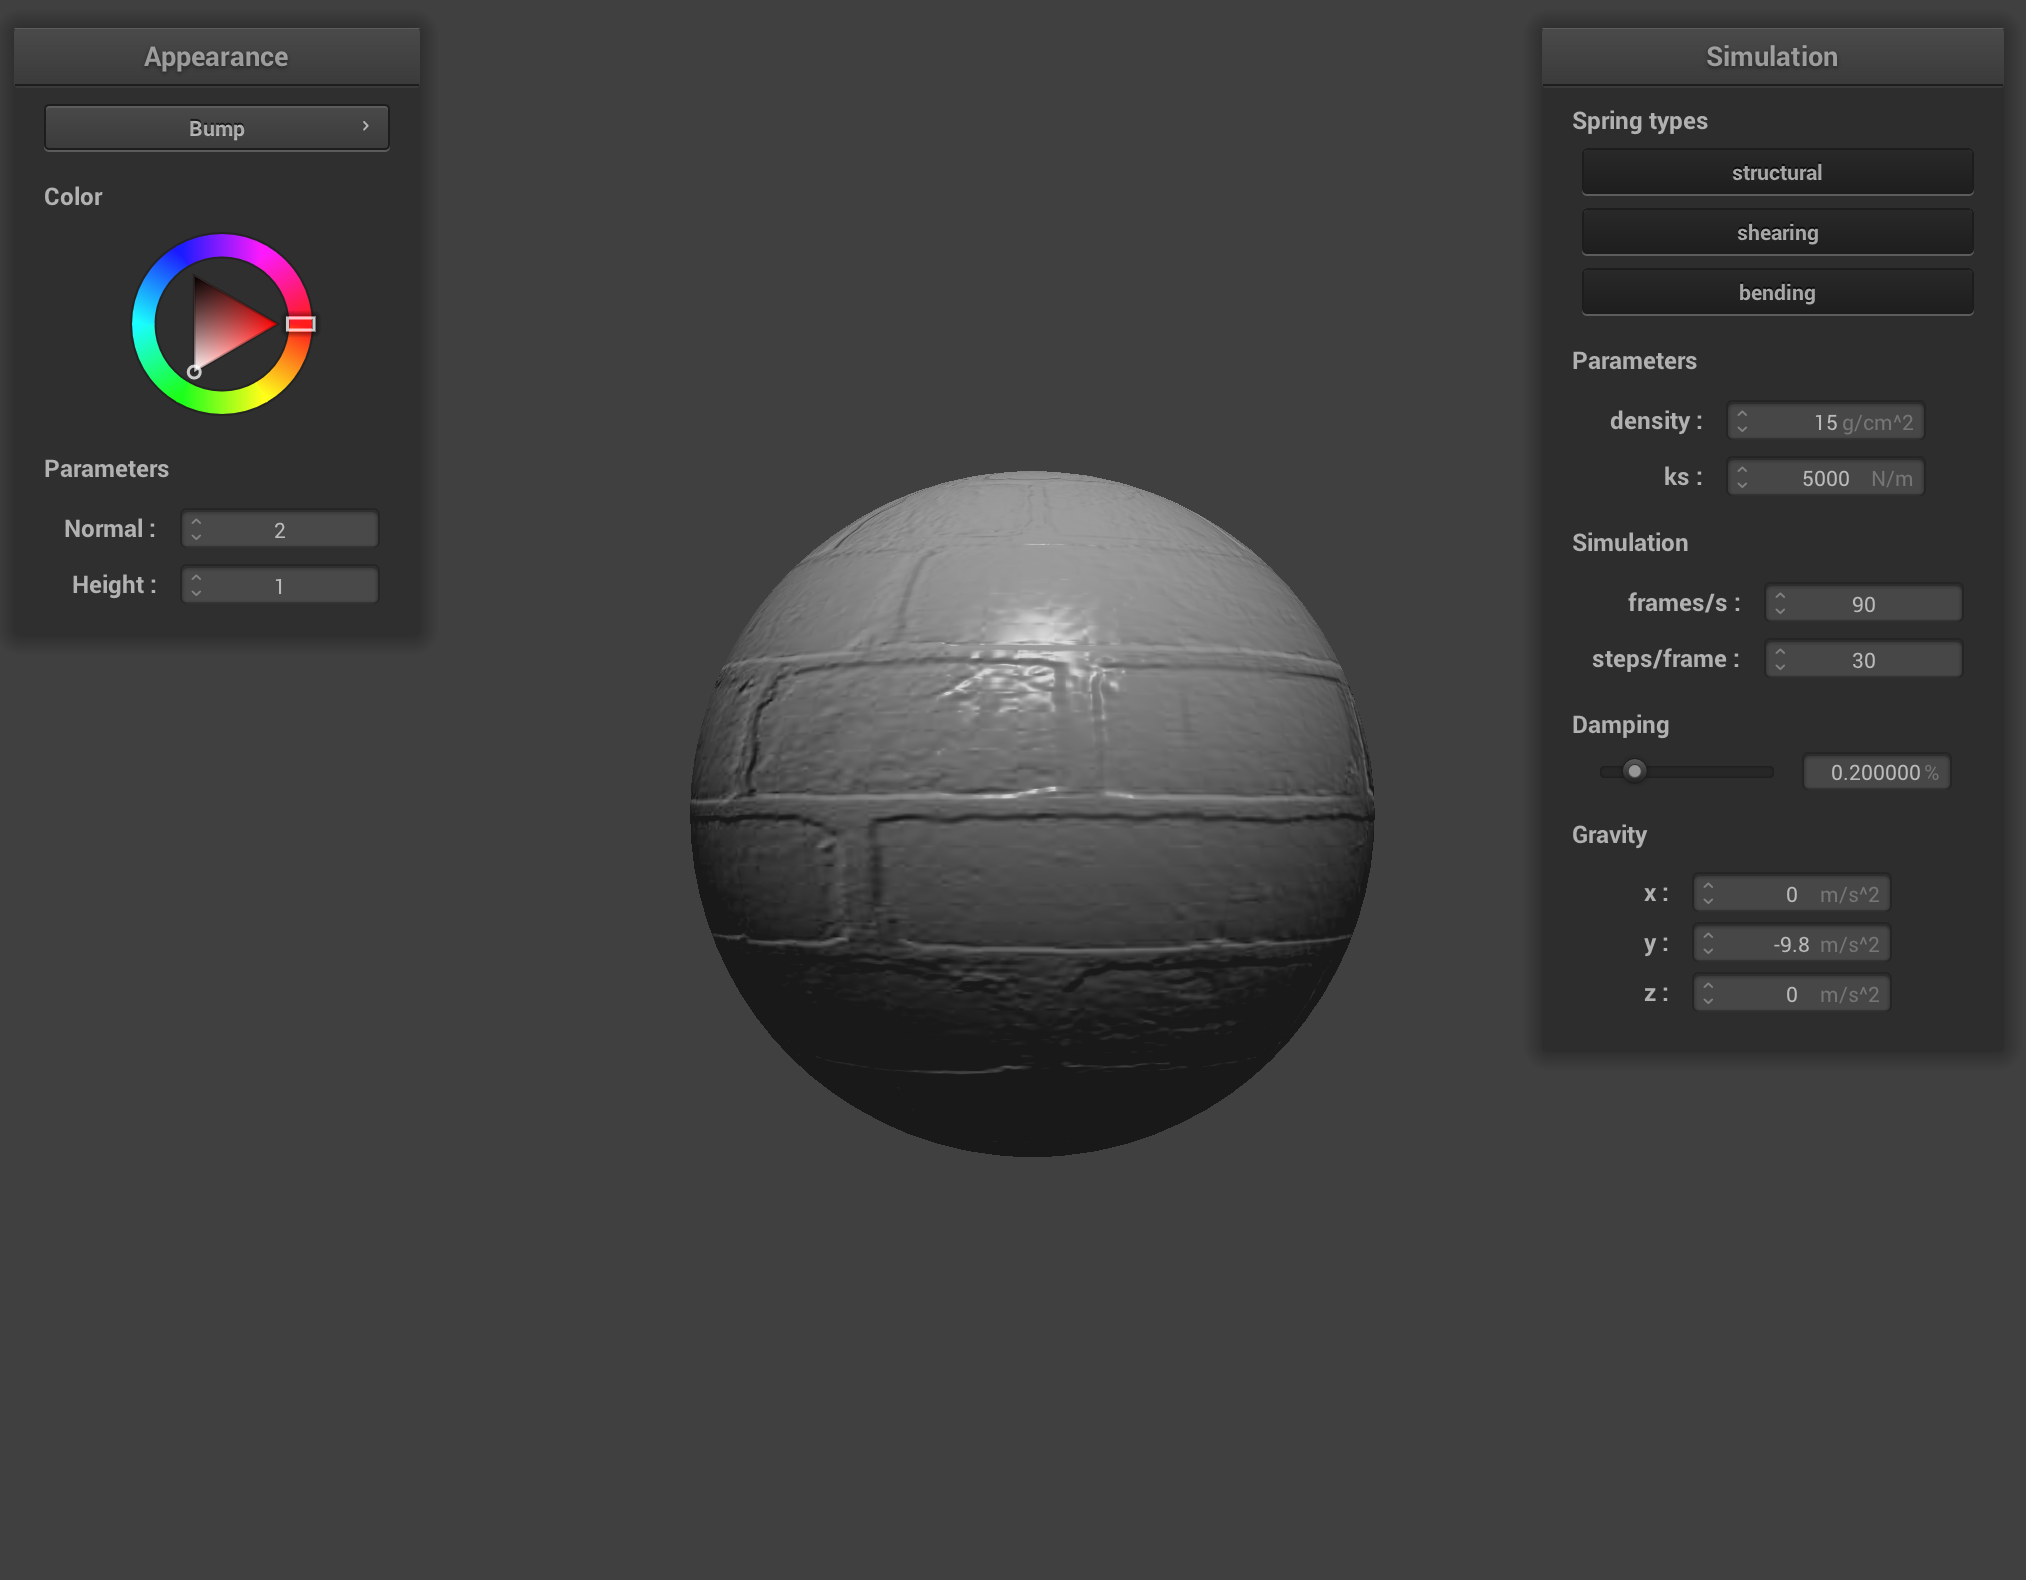 Appearance
Bump
Color
Parameters
Normal : 2
Height : 1
Simulation
Spring types
structural
shearing
bending
Parameters
density : 15 g/cm^2
ks : 5000 N/m
Simulation
frames/s : 90
steps/frame : 30
Damping
0.200000 %
Gravity
x : 0 m/s^2
y : -9.8 m/s^2
z : 0 m/s^2